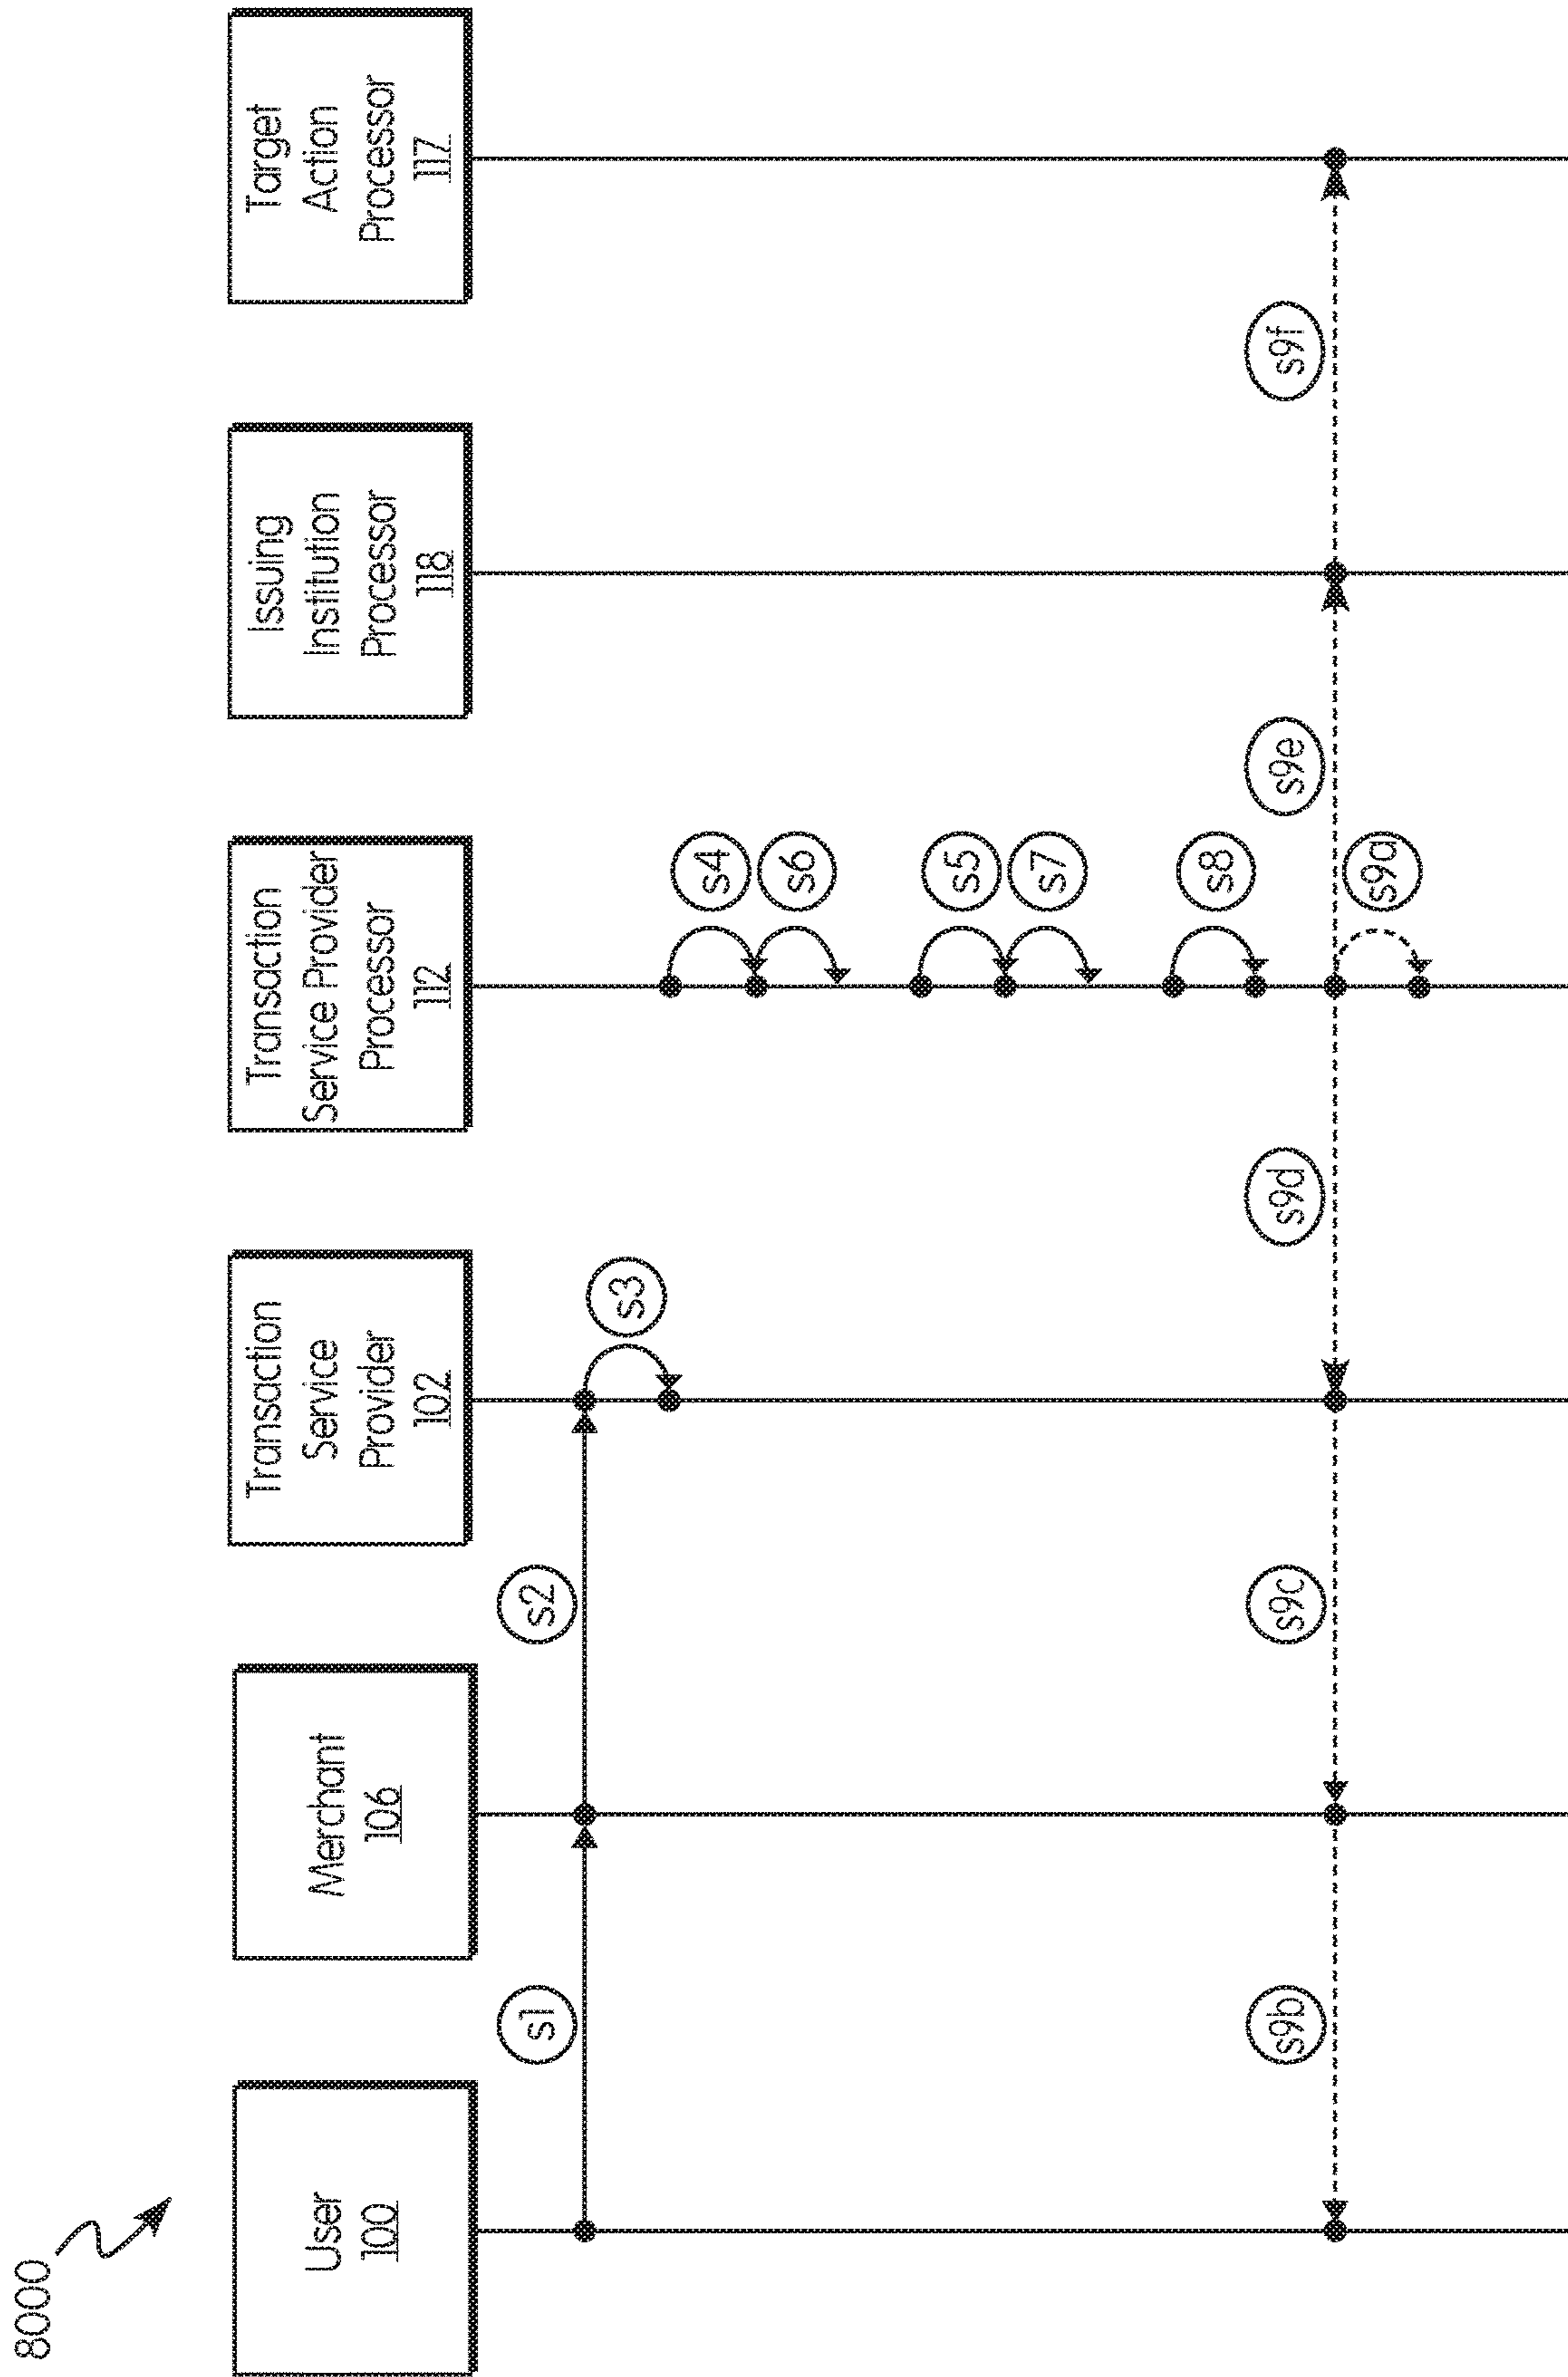 8000
User
100
Merchant
106
Transaction
Service
Provider
102
Transaction
Service Provider
Processor
112
Issuing
Institution
Processor
118
Target
Action
Processor
117
s1
s2
s3
s4
s6
s5
s7
s8
s9b
s9c
s9d
s9e
s9f
s9a